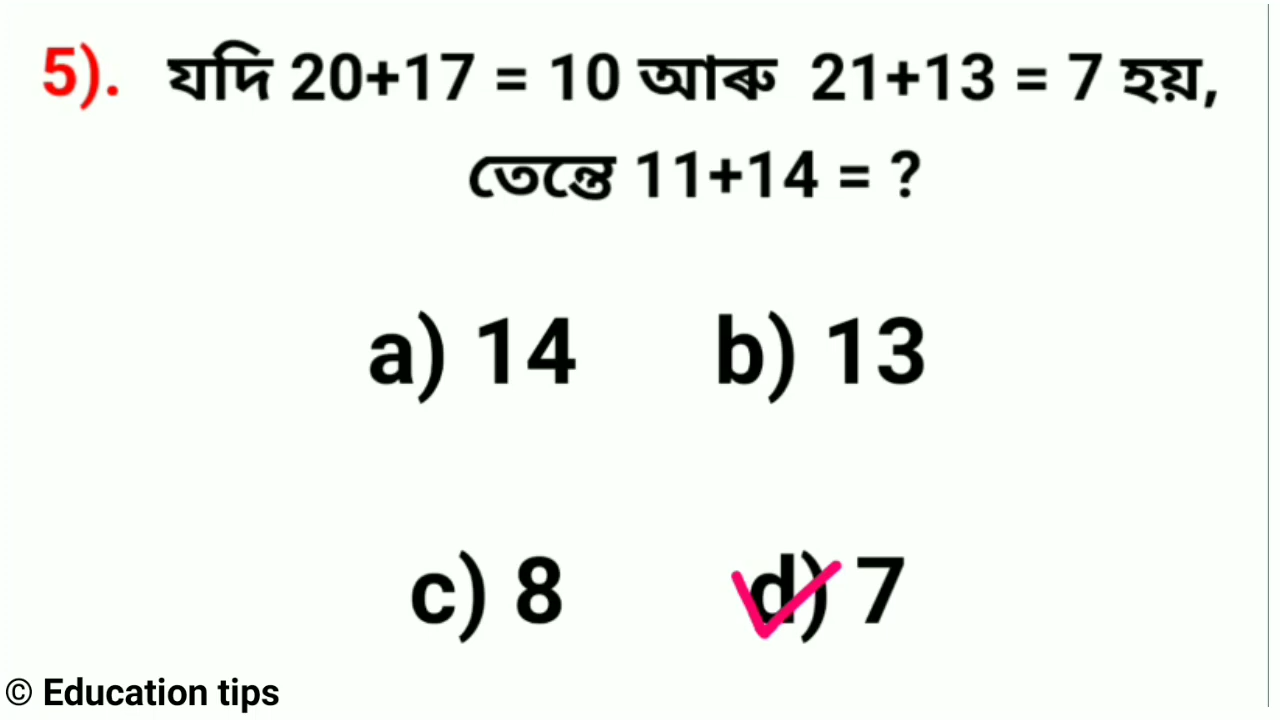 5). যদি 20+17 = 10 আৰু 21+13 = 7 হয়,
তেন্তে 11+14 = ?
a) 14 b) 13
c) 8 d) 7
© Education tips